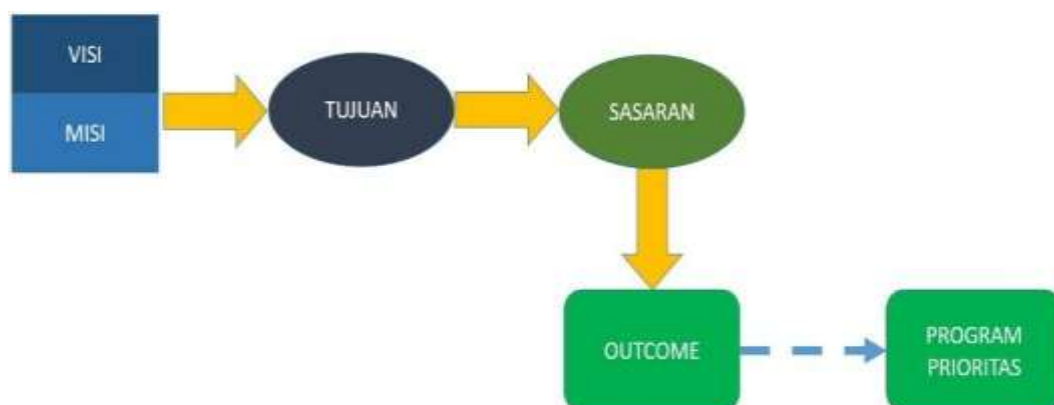 VISI
MISI
TUJUAN
SASARAN
OUTCOME
PROGRAM
PRIORITAS